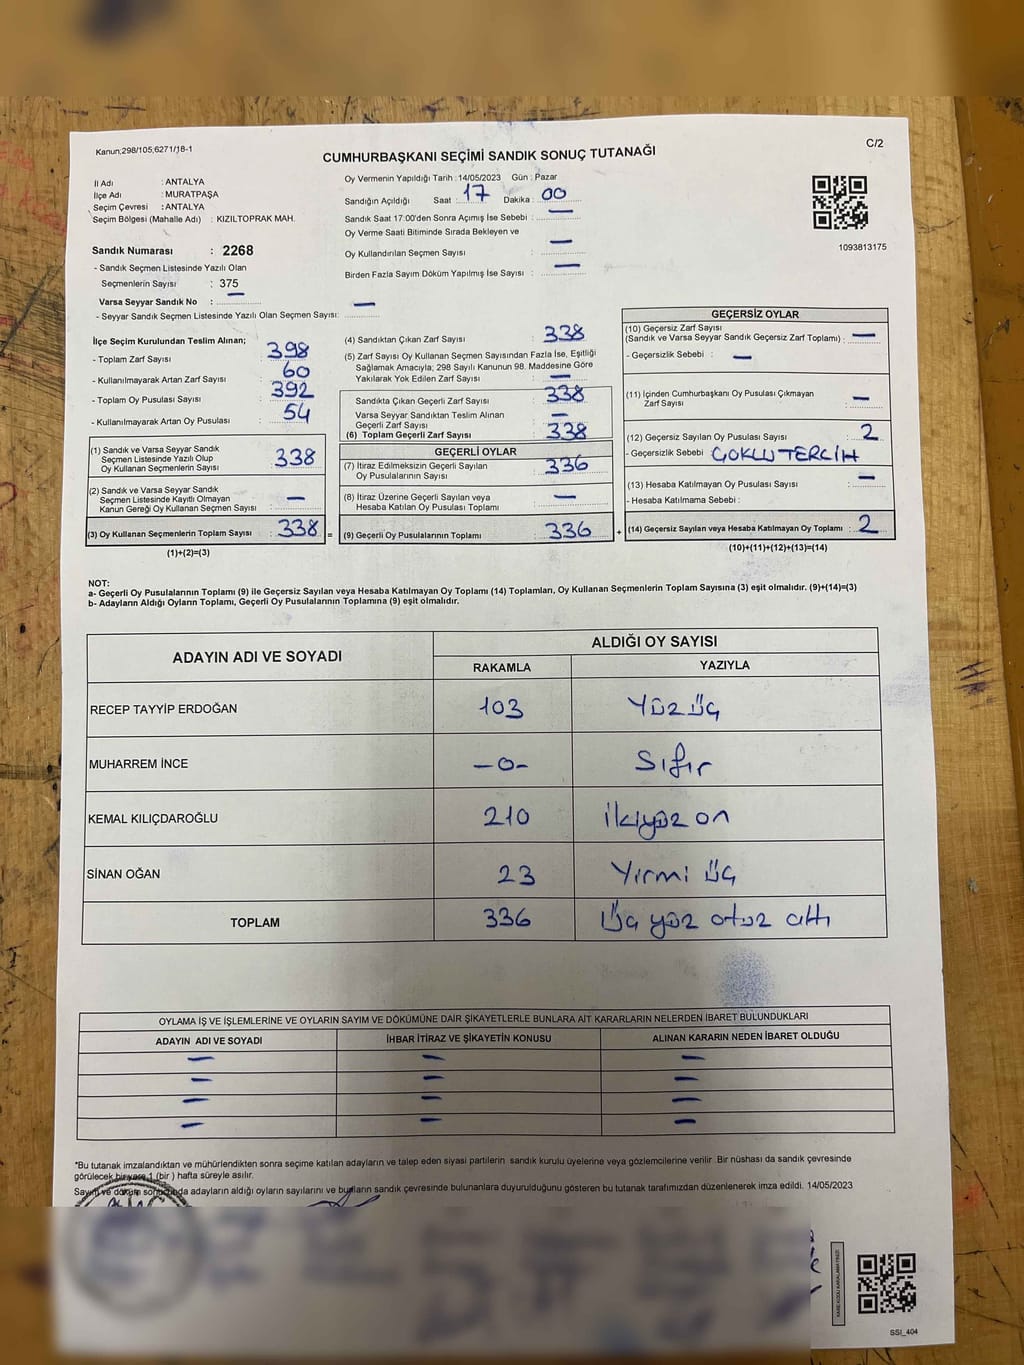 Kanun;298/105,6271/18-1
C/2
CUMHURBAŞKANI SEÇİMİ SANDIK SONUÇ TUTANAĞI
İl Adı : ANTALYA
İlçe Adı : MURATPAŞA
Seçim Çevresi : ANTALYA
Seçim Bölgesi (Mahalle Adı) : KIZILTOPRAK MAH.
Sandık Numarası : 2268
- Sandık Seçmen Listesinde Yazılı Olan
Seçmenlerin Sayısı : 375
Varsa Seyyar Sandık No : —
- Seyyar Sandık Seçmen Listesinde Yazılı Olan Seçmen Sayısı: —
Oy Vermenin Yapıldığı Tarih : 14/05/2023 Gün : Pazar
Sandığın Açıldığı Saat : 17 Dakika : 00
Sandık Saat 17:00'den Sonra Açımış İse Sebebi : —
Oy Verme Saati Bitiminde Sırada Bekleyen ve
Oy Kullandırılan Seçmen Sayısı : —
Birden Fazla Sayım Döküm Yapılmış İse Sayısı : —
1093813175
İlçe Seçim Kurulundan Teslim Alınan;
- Toplam Zarf Sayısı : 398
- Kullanılmayarak Artan Zarf Sayısı : 60
- Toplam Oy Pusulası Sayısı : 392
- Kullanılmayarak Artan Oy Pusulası : 54
(1) Sandık ve Varsa Seyyar Sandık
Seçmen Listesinde Yazılı Olup
Oy Kullanan Seçmenlerin Sayısı : 338
(2) Sandık ve Varsa Seyyar Sandık
Seçmen Listesinde Kayıtlı Olmayan
Kanun Gereği Oy Kullanan Seçmen Sayısı : —
(3) Oy Kullanan Seçmenlerin Toplam Sayısı : 338 =
(1)+(2)=(3)
(4) Sandıktan Çıkan Zarf Sayısı : 338
(5) Zarf Sayısı Oy Kullanan Seçmen Sayısından Fazla İse, Eşitliği
Sağlamak Amacıyla; 298 Sayılı Kanunun 98. Maddesine Göre
Yakılarak Yok Edilen Zarf Sayısı : —
Sandıkta Çıkan Geçerli Zarf Sayısı : 338
Varsa Seyyar Sandıktan Teslim Alınan
Geçerli Zarf Sayısı : —
(6) Toplam Geçerli Zarf Sayısı : 338
GEÇERLİ OYLAR
(7) İtiraz Edilmeksizin Geçerli Sayılan
Oy Pusulasının Sayısı : 336
(8) İtiraz Üzerine Geçerli Sayılan veya
Hesaba Katılan Oy Pusulası Toplamı : —
(9) Geçerli Oy Pusulalarının Toplamı : 336 +
GEÇERSİZ OYLAR
(10) Geçersiz Zarf Sayısı
(Sandık ve Varsa Seyyar Sandık Geçersiz Zarf Toplamı) : —
- Geçersizlik Sebebi : —
(11) İçinden Cumhurbaşkanı Oy Pusulası Çıkmayan
Zarf Sayısı : —
(12) Geçersiz Sayılan Oy Pusulası Sayısı : 2
- Geçersizlik Sebebi : ÇOKLU TERCİH
(13) Hesaba Katılmayan Oy Pusulası Sayısı : —
- Hesaba Katılmama Sebebi :
(14) Geçersiz Sayılan veya Hesaba Katılmayan Oy Toplamı : 2
(10)+(11)+(12)+(13)=(14)
NOT:
a- Geçerli Oy Pusulalarının Toplamı (9) ile Geçersiz Sayılan veya Hesaba Katılmayan Oy Toplamı (14) Toplamları, Oy Kullanan Seçmenlerin Toplam Sayısına (3) eşit olmalıdır. (9)+(14)=(3)
b- Adayların Aldığı Oyların Toplamı, Geçerli Oy Pusulalarının Toplamına (9) eşit olmalıdır.
ADAYIN ADI VE SOYADI ALDIĞI OY SAYISI
RAKAMLA YAZIYLA
RECEP TAYYİP ERDOĞAN 103 Yüz üç
MUHARREM İNCE -0- Sıfır
KEMAL KILIÇDAROĞLU 210 ikiyüz on
SİNAN OĞAN 23 Yirmi üç
TOPLAM 336 Üç yüz otuz altı
OYLAMA İŞ VE İŞLEMLERİNE VE OYLARIN SAYIM VE DÖKÜMÜNE DAİR ŞİKAYETLERLE BUNLARA AİT KARARLARIN NELERDEN İBARET BULUNDUKLARI
ADAYIN ADI VE SOYADI İHBAR İTİRAZ VE ŞİKAYETİN KONUSU ALINAN KARARIN NEDEN İBARET OLDUĞU
— — —
— — —
— — —
— — —
*Bu tutanak imzalandıktan ve mühürlendikten sonra seçime katılan adayların ve talep eden siyasi partilerin sandık kurulu üyelerine veya gözlemcilerine verilir. Bir nüshası da sandık çevresinde
görülecek bir yere 1 (bir) hafta süreyle asılır.
Sayım ve döküm sonucunda adayların aldığı oyların sayılarını ve bunların sandık çevresinde bulunanlara duyurulduğunu gösteren bu tutanak tarafımızdan düzenlenerek imza edildi. 14/05/2023
SSI_404